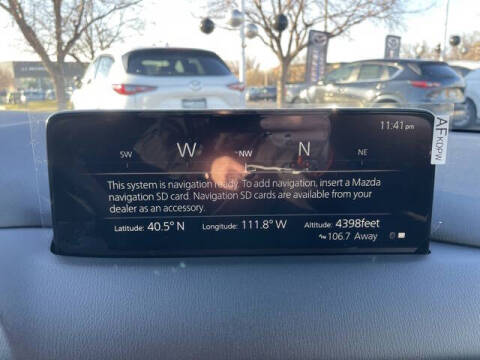 11:41 pm
SW W NW N NE
This system is navigation ready. To add navigation, insert a Mazda
navigation SD card. Navigation SD cards are available from your
dealer as an accessory.
Latitude: 40.5° N Longitude: 111.8° W Altitude: 4398feet
106.7 Away
AF
KDPW